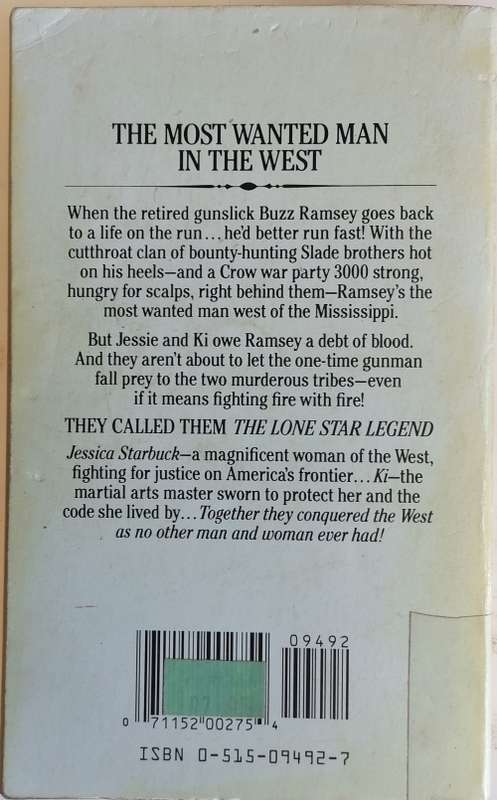 THE MOST WANTED MAN
IN THE WEST
When the retired gunslick Buzz Ramsey goes back
to a life on the run...he'd better run fast! With the
cutthroat clan of bounty-hunting Slade brothers hot
on his heels—and a Crow war party 3000 strong,
hungry for scalps, right behind them—Ramsey's the
most wanted man west of the Mississippi.
But Jessie and Ki owe Ramsey a debt of blood.
And they aren't about to let the one-time gunman
fall prey to the two murderous tribes—even
if it means fighting fire with fire!
THEY CALLED THEM THE LONE STAR LEGEND
Jessica Starbuck—a magnificent woman of the West,
fighting for justice on America's frontier...Ki—the
martial arts master sworn to protect her and the
code she lived by...Together they conquered the West
as no other man and woman ever had!
09492
0 71152 00275 4
ISBN 0-515-09492-7